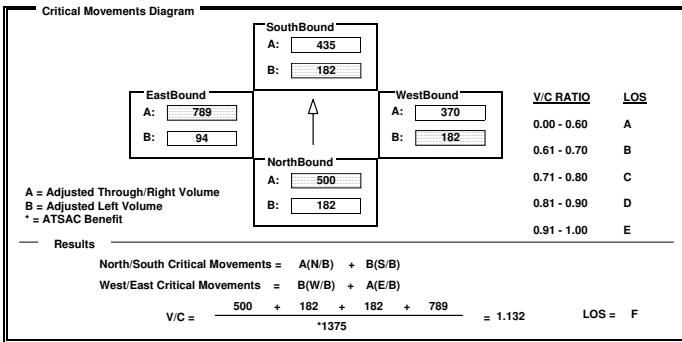 Critical Movements Diagram
SouthBound
A: 435
B: 182
EastBound
A: 789
B: 94
WestBound
A: 370
B: 182
NorthBound
A: 500
B: 182
V/C RATIO LOS
0.00 - 0.60 A
0.61 - 0.70 B
0.71 - 0.80 C
0.81 - 0.90 D
0.91 - 1.00 E
A = Adjusted Through/Right Volume
B = Adjusted Left Volume
* = ATSAC Benefit
Results
North/South Critical Movements = A(N/B) + B(S/B)
West/East Critical Movements = B(W/B) + A(E/B)
V/C = 500 + 182 + 182 + 789 = 1.132 LOS = F
*1375